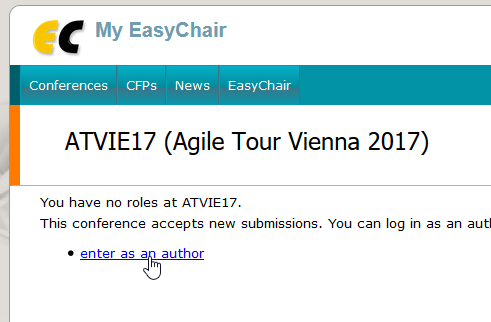 EC My EasyChair
Conferences CFPs News EasyChair
ATVIE17 (Agile Tour Vienna 2017)
You have no roles at ATVIE17.
This conference accepts new submissions. You can log in as an aut
• enter as an author